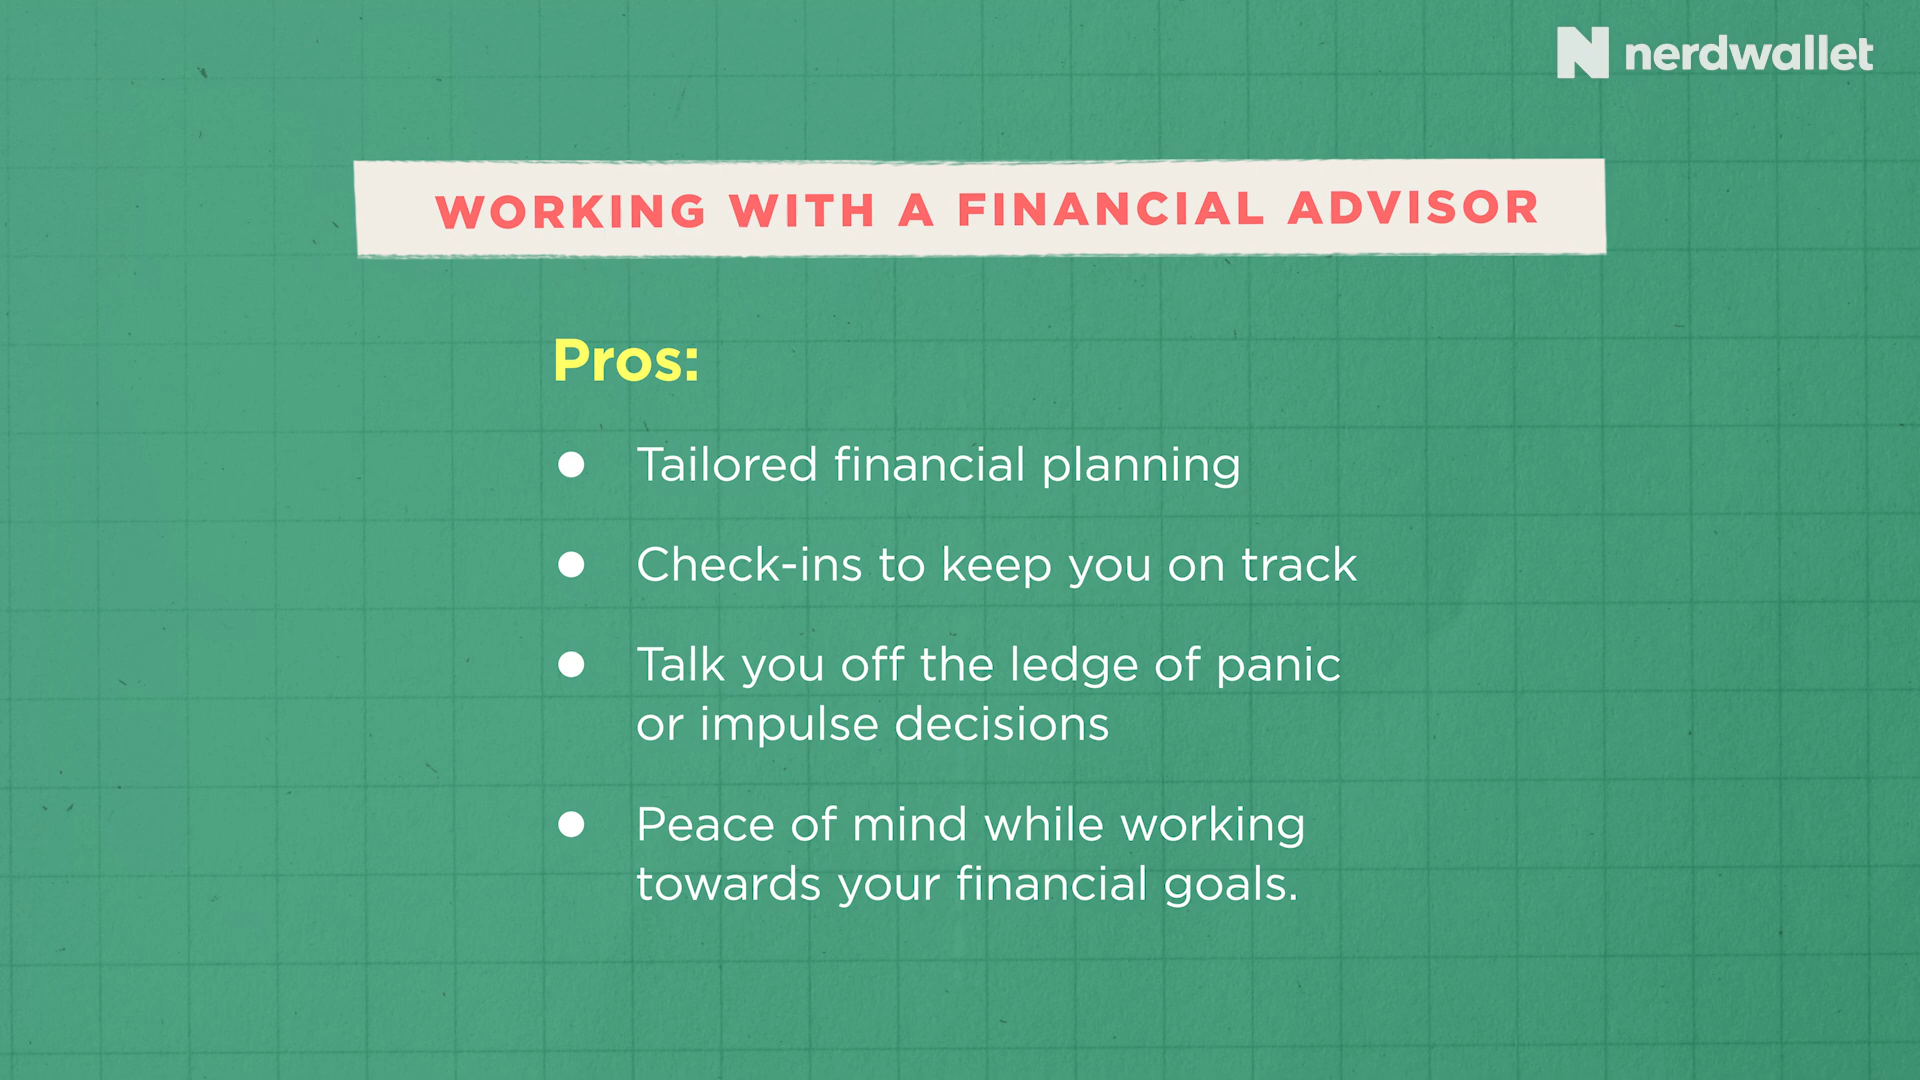 nerdwallet
WORKING WITH A FINANCIAL ADVISOR
Pros:
● Tailored financial planning
● Check-ins to keep you on track
● Talk you off the ledge of panic
or impulse decisions
● Peace of mind while working
towards your financial goals.